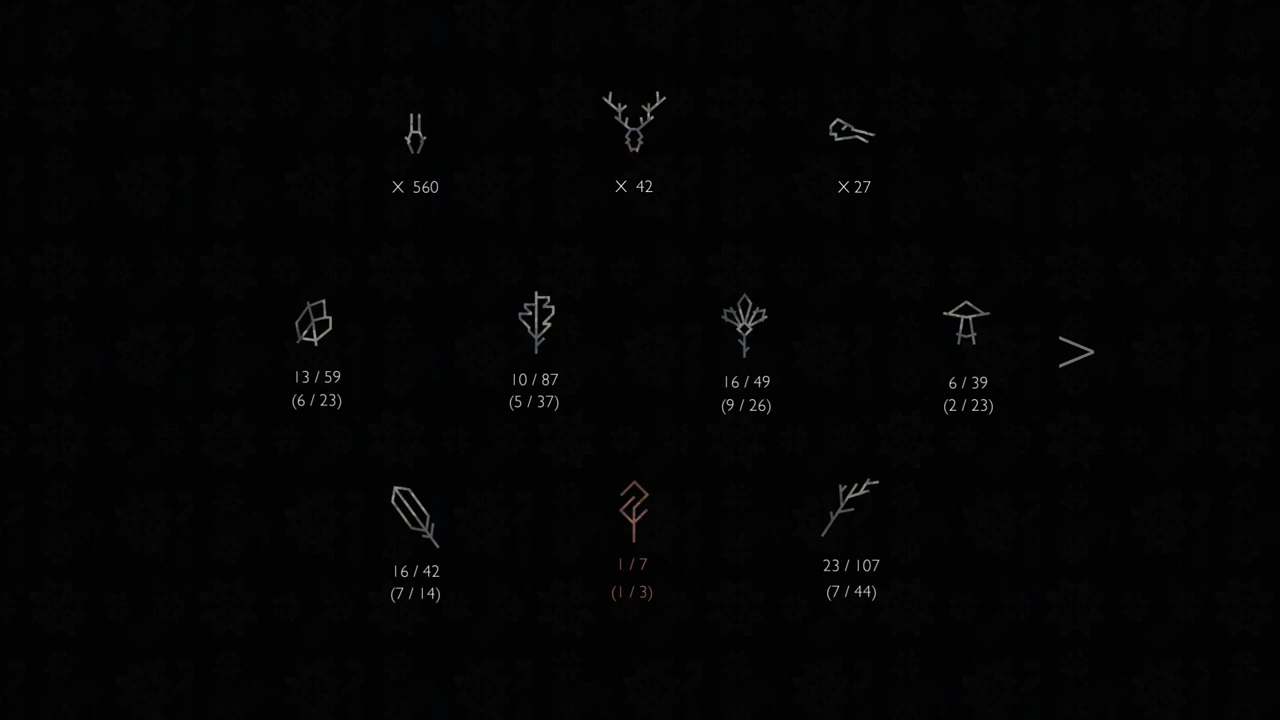 X 560
X 42
X 27
13 / 59
(6 / 23)
10 / 87
(5 / 37)
16 / 49
(9 / 26)
6 / 39
(2 / 23)
>
16 / 42
(7 / 14)
1 / 7
(1 / 3)
23 / 107
(7 / 44)